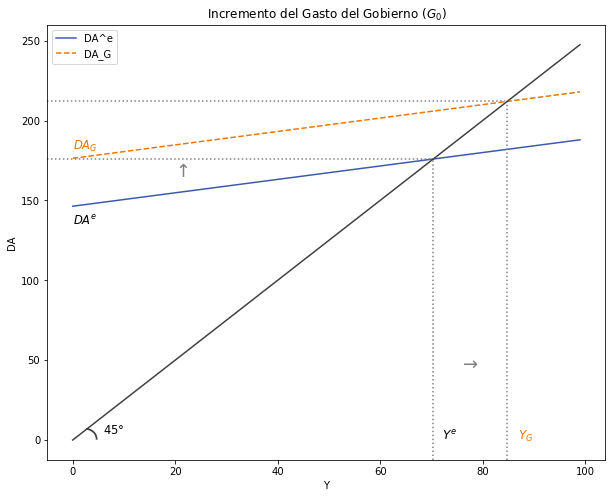 Incremento del Gasto del Gobierno ($G_0$)
DA^e
DA_G
250
200
150
100
50
0
DA
DA_G
↑
DA^e
→
45°
Y^e
Y_G
0
20
40
60
80
100
Y